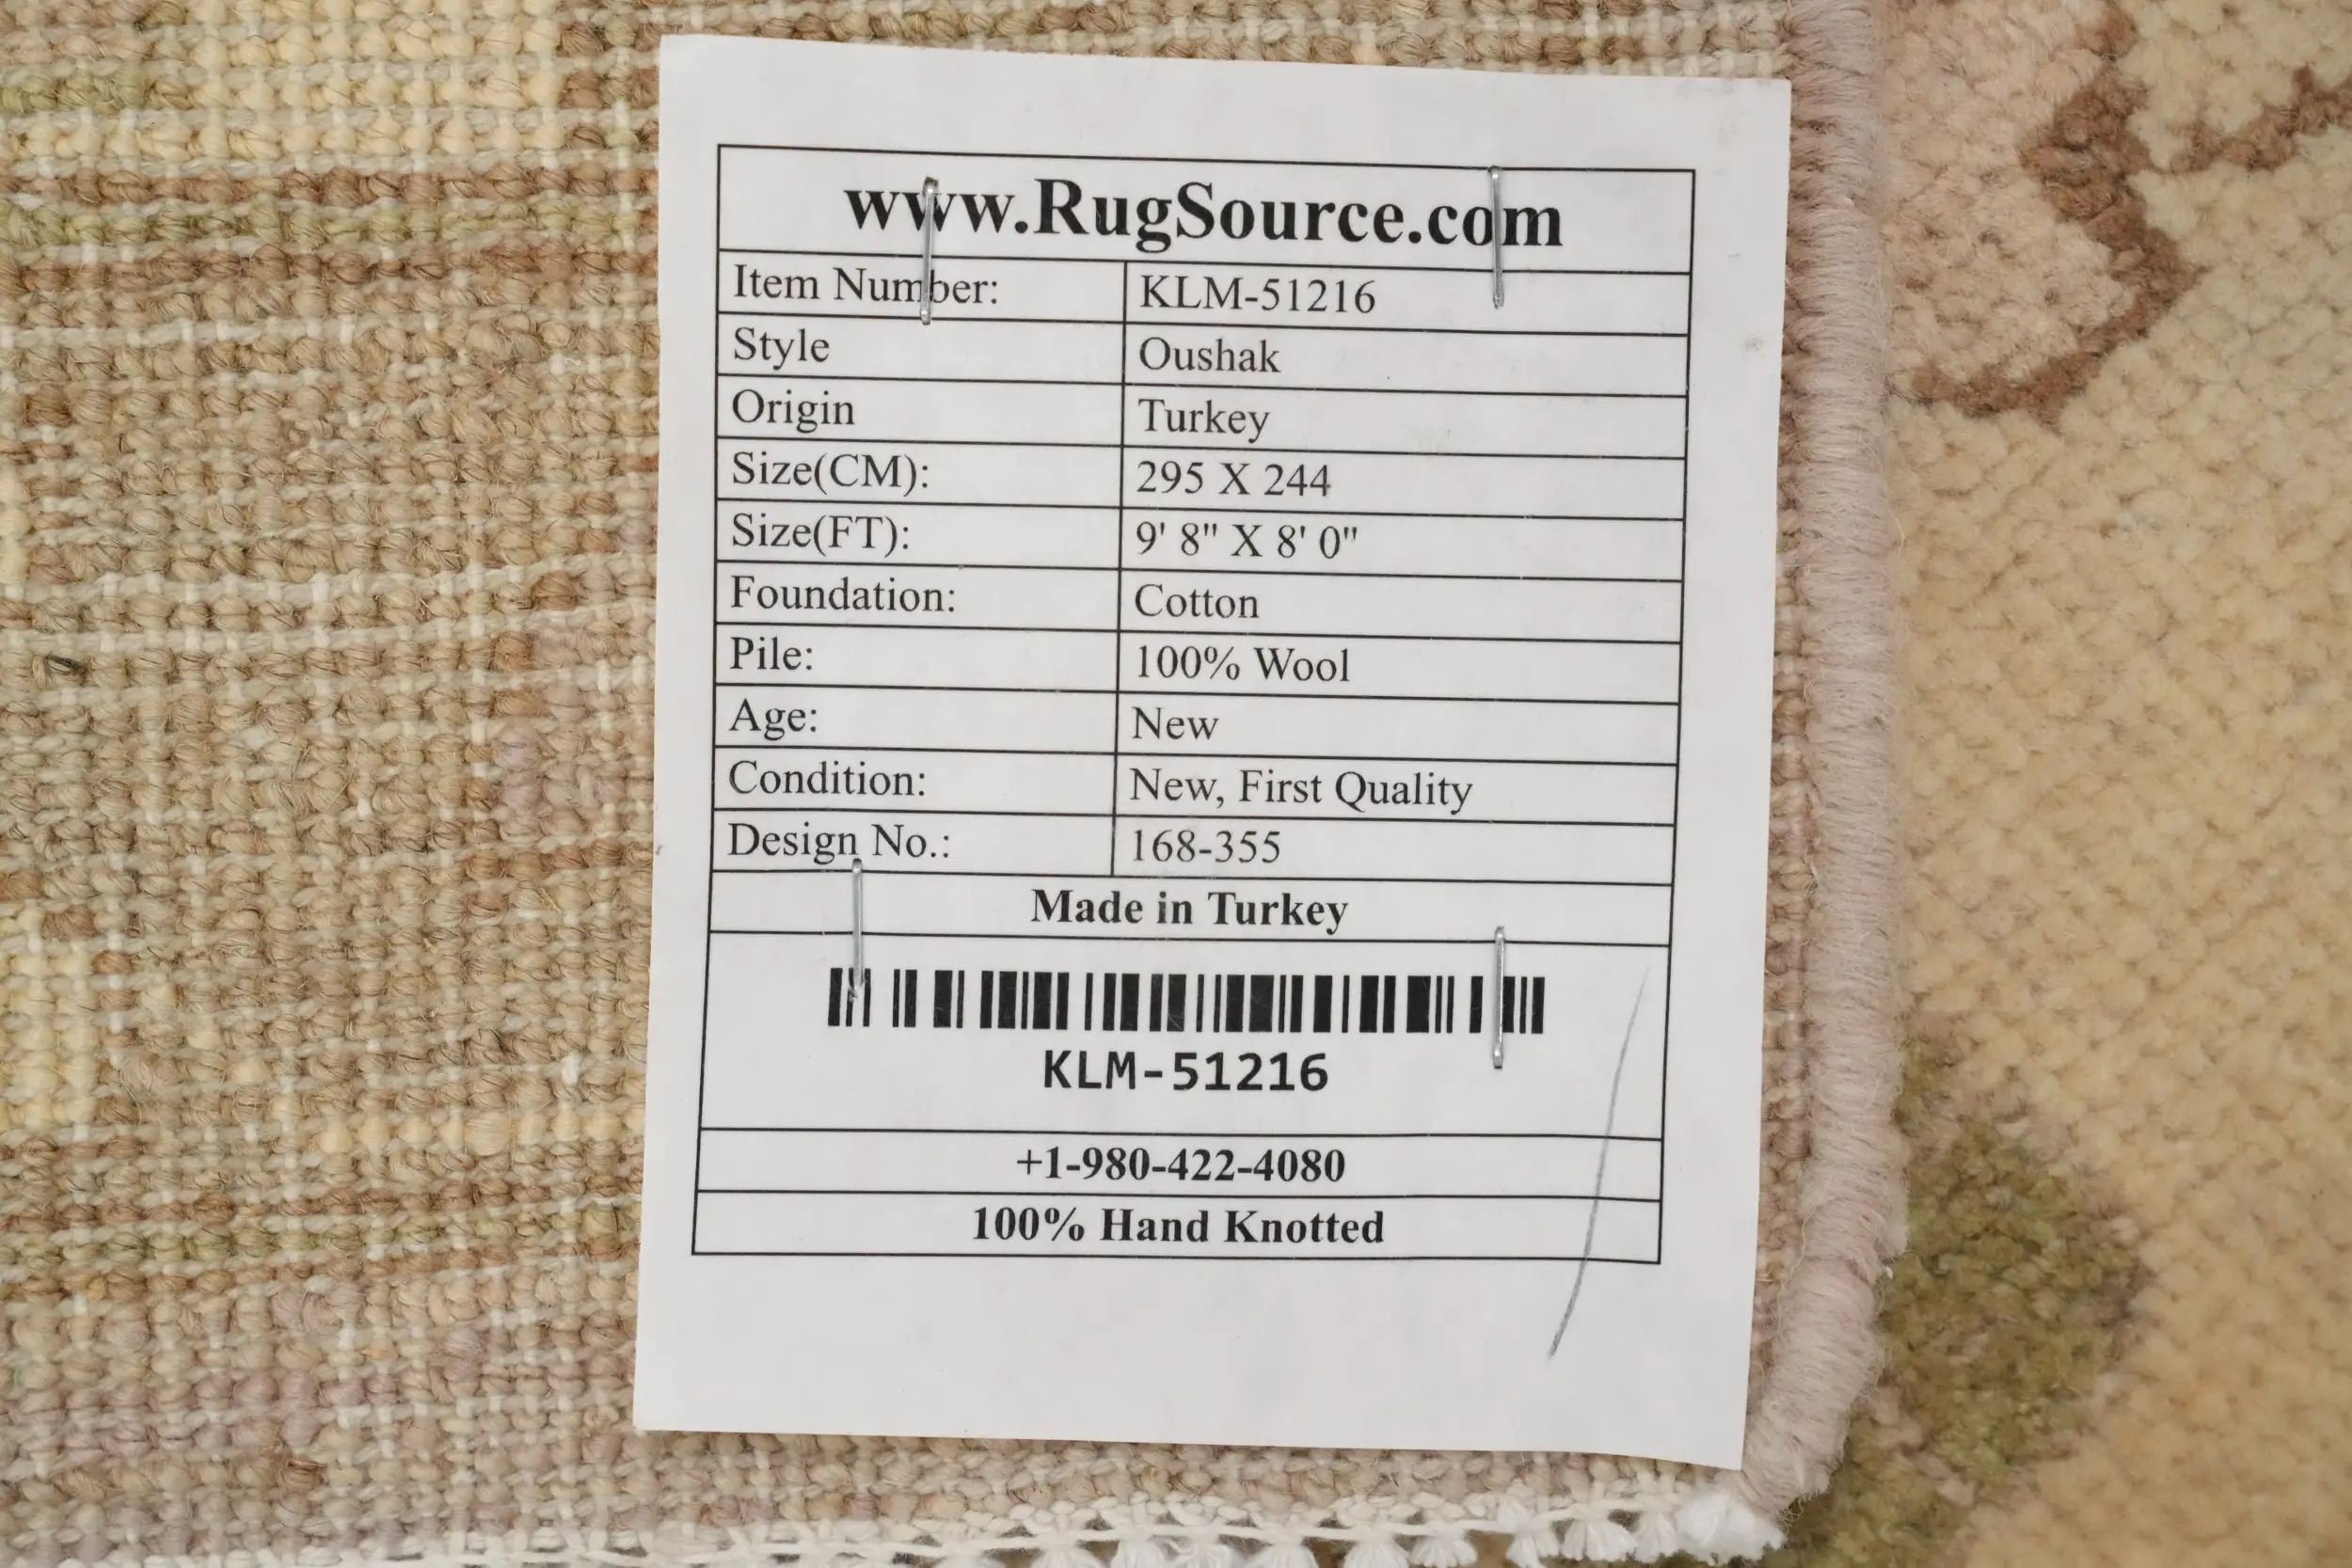 www.RugSource.com
Item Number: KLM-51216
Style Oushak
Origin Turkey
Size(CM): 295 X 244
Size(FT): 9' 8" X 8' 0"
Foundation: Cotton
Pile: 100% Wool
Age: New
Condition: New, First Quality
Design No.: 168-355
Made in Turkey
KLM-51216
+1-980-422-4080
100% Hand Knotted